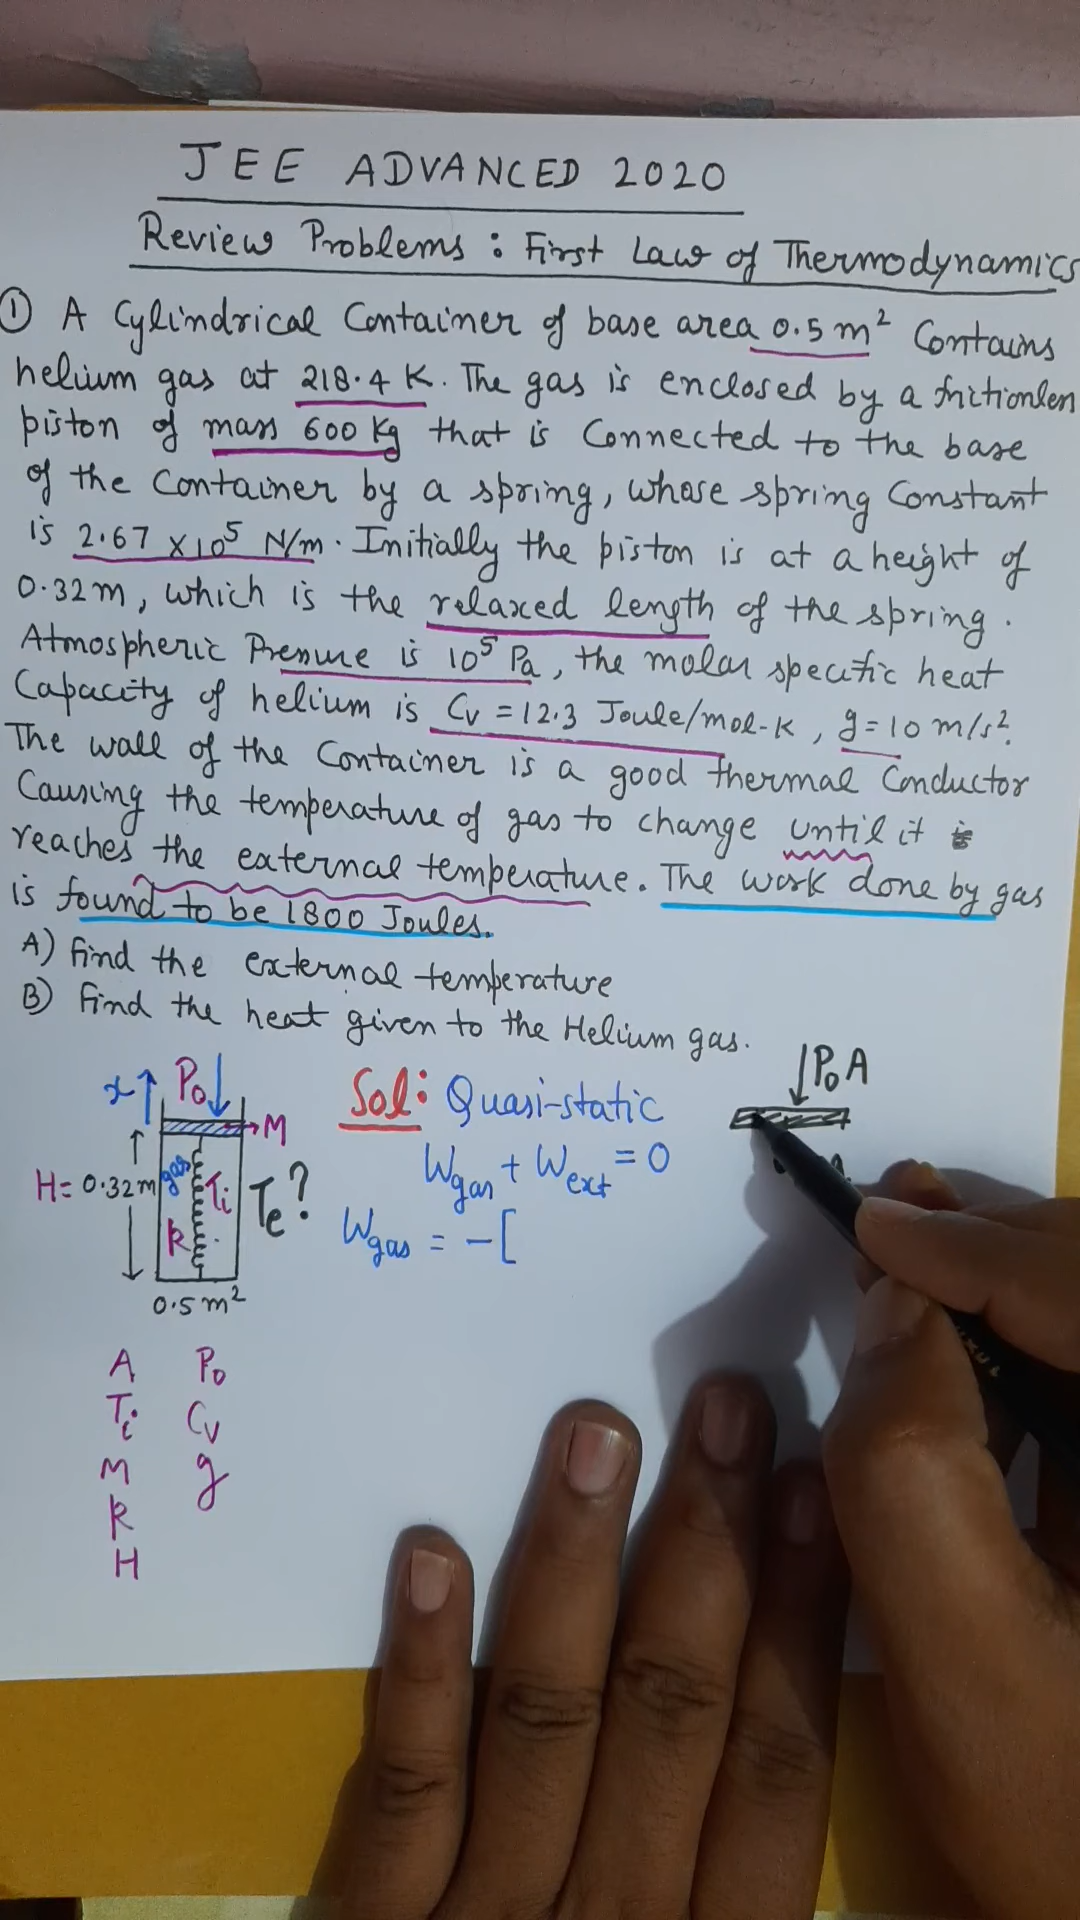 JEE ADVANCED 2020
Review Problems: First Law of Thermodynamics
① A Cylindrical Container of base area 0.5 m² Contains
helium gas at 218.4 K. The gas is enclosed by a frictionless
piston of mass 600 Kg that is Connected to the base
of the Container by a spring, whose spring Constant
is 2.67 ×10⁵ N/m. Initially the piston is at a height of
0.32m, which is the relaxed length of the spring.
Atmospheric Pressure is 10⁵ Pa, the molar specific heat
Capacity of helium is Cv = 12.3 Joule/mol-K, g = 10 m/s².
The wall of the Container is a good thermal Conductor
Causing the temperature of gas to change until it
reaches the external temperature. The work done by gas
is found to be 1800 Joules.
A) Find the external temperature
B) Find the heat given to the Helium gas.
x P₀ M
H = 0.32m gas Ti Te?
k
0.5 m²
Sol: Quasi-static
Wgas + Wext = 0
Wgas = -[
P₀A
A P₀
Ti Cv
M g
k
H